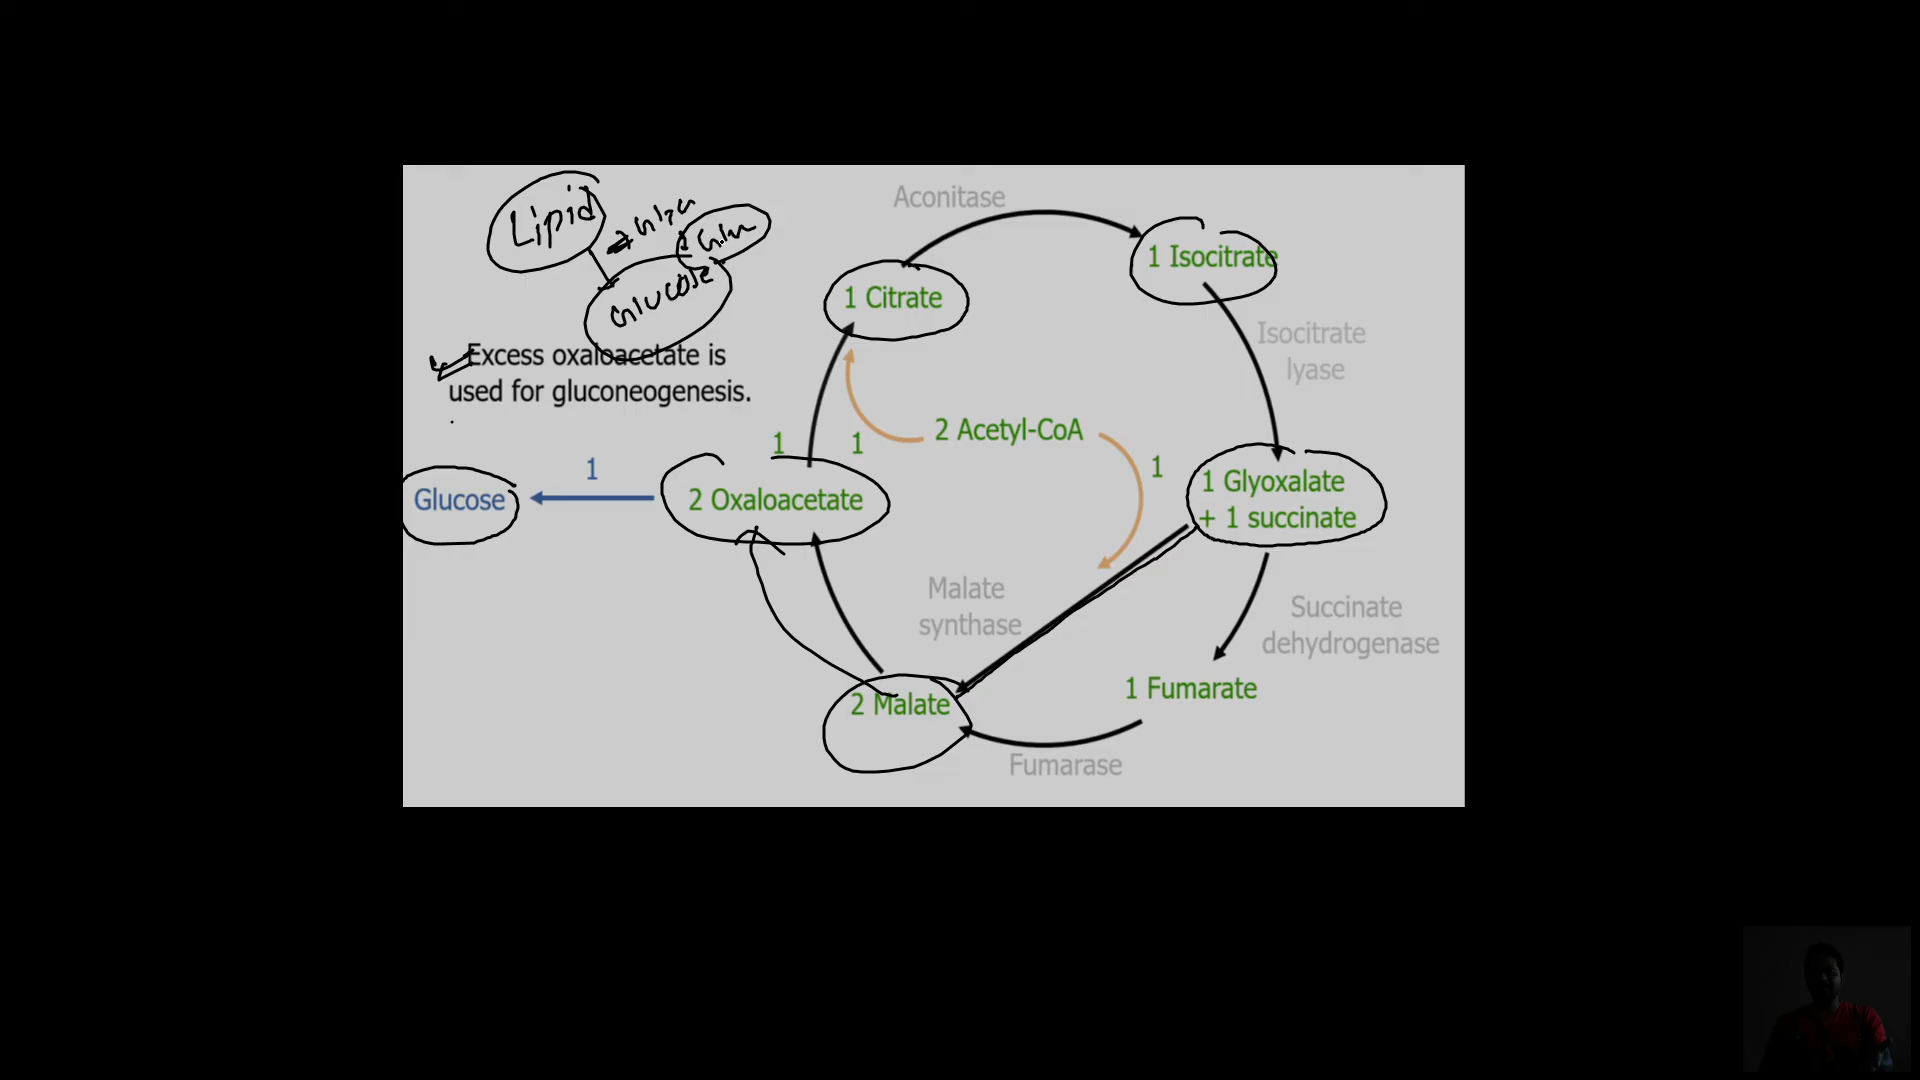 Lipid
Glucose
Aconitase
1 Isocitrate
1 Citrate
Isocitrate
lyase
Excess oxaloacetate is
used for gluconeogenesis.
2 Acetyl-CoA
1
1
1
1
Glucose
2 Oxaloacetate
1 Glyoxalate
+ 1 succinate
Malate
synthase
Succinate
dehydrogenase
1 Fumarate
2 Malate
Fumarase